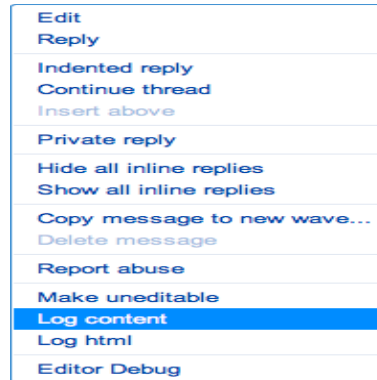 Edit
Reply
Indented reply
Continue thread
Insert above
Private reply
Hide all inline replies
Show all inline replies
Copy message to new wave...
Delete message
Report abuse
Make uneditable
Log content
Log html
Editor Debug